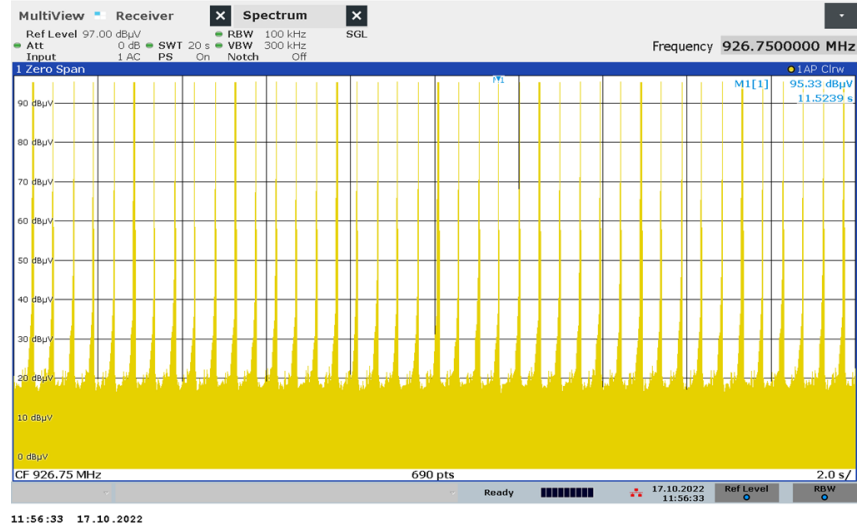 MultiView Receiver X Spectrum X
Ref Level 97.00 dBµV RBW 100 kHz SGL
Att 0 dB SWT 20 s VBW 300 kHz
Input 1 AC PS On Notch Off
Frequency 926.7500000 MHz
1 Zero Span 1AP Clrw
M1
M1[1] 95.33 dBµV
11.5239 s
90 dBµV
80 dBµV
70 dBµV
60 dBµV
50 dBµV
40 dBµV
30 dBµV
20 dBµV
10 dBµV
0 dBµV
CF 926.75 MHz 690 pts 2.0 s/
Ready 17.10.2022 Ref Level RBW
11:56:33
11:56:33 17.10.2022